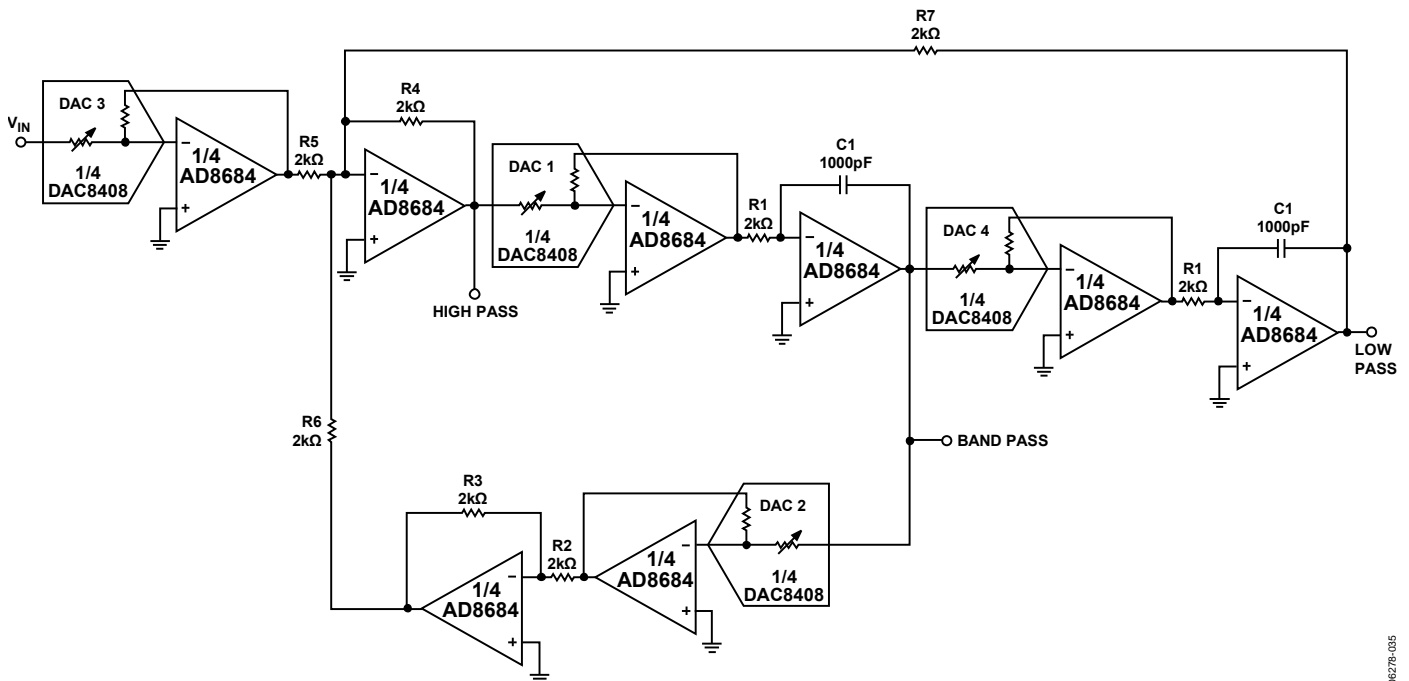 R7
2kΩ
DAC 3
VIN
1/4
DAC8408
–
+
1/4
AD8684
R5
2kΩ
R4
2kΩ
–
+
1/4
AD8684
HIGH PASS
DAC 1
1/4
DAC8408
–
+
1/4
AD8684
R1
2kΩ
C1
1000pF
–
+
1/4
AD8684
DAC 4
1/4
DAC8408
–
+
1/4
AD8684
R1
2kΩ
C1
1000pF
–
+
1/4
AD8684
LOW
PASS
R6
2kΩ
BAND PASS
R3
2kΩ
–
+
1/4
AD8684
R2
2kΩ
–
+
1/4
AD8684
DAC 2
1/4
DAC8408
06278-035